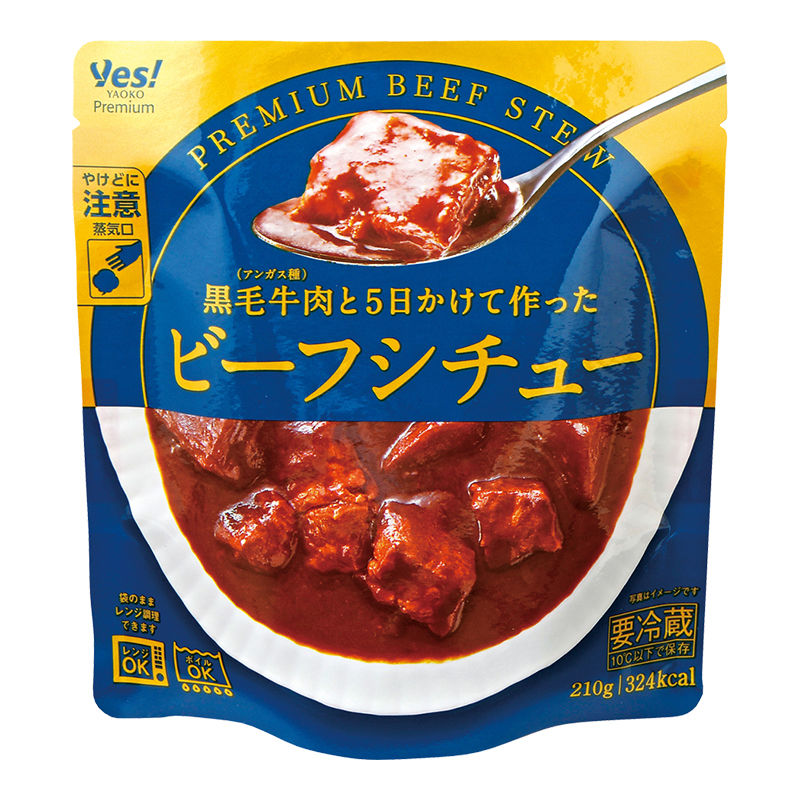 Yes!
YAOKO
Premium
PREMIUM BEEF STEW
やけどに
注意
蒸気口
(アンガス種)
黒毛牛肉と5日かけて作った
ビーフシチュー
袋のまま
レンジ調理
できます
レンジ
OK
ボイル
OK
写真はイメージです
要冷蔵
10℃以下で保存
210g|324kcal